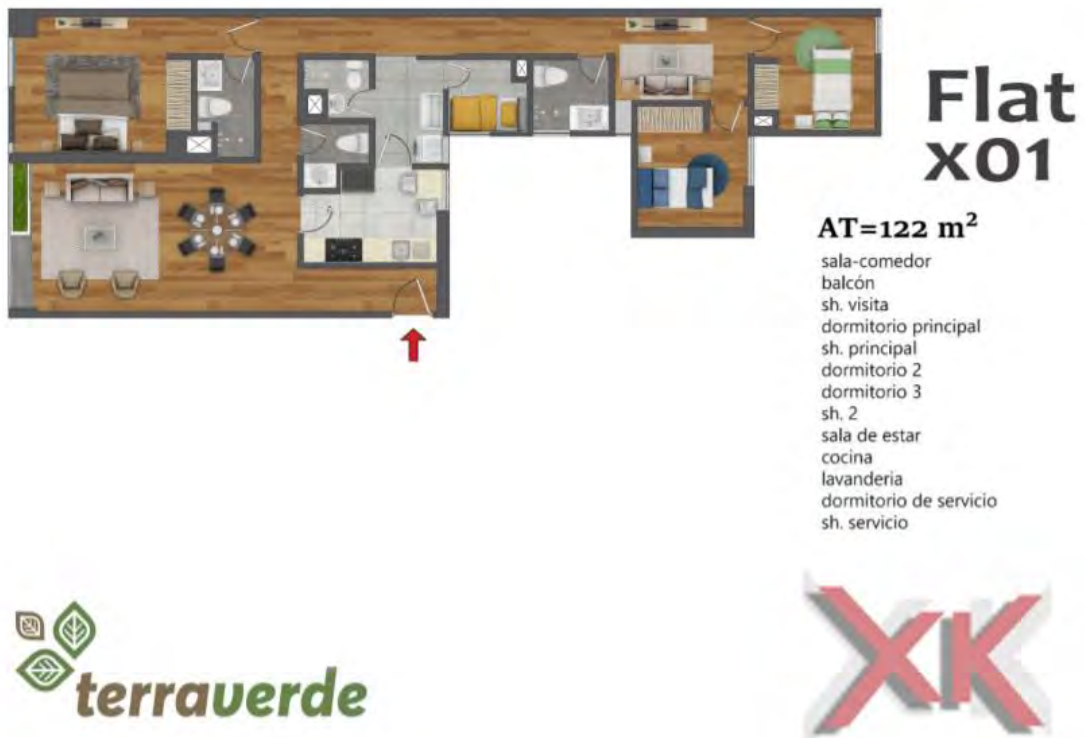 Flat
x01
AT=122 m²
sala-comedor
balcón
sh. visita
dormitorio principal
sh. principal
dormitorio 2
dormitorio 3
sh. 2
sala de estar
cocina
lavanderia
dormitorio de servicio
sh. servicio
terraverde
XK